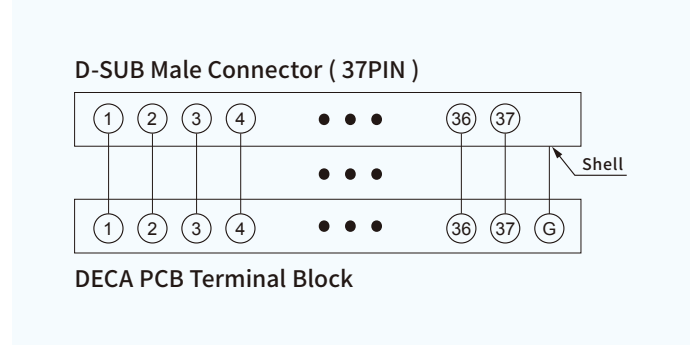 D-SUB Male Connector ( 37PIN )
1 2 3 4 ••• 36 37
Shell
•••
1 2 3 4 ••• 36 37 G
DECA PCB Terminal Block